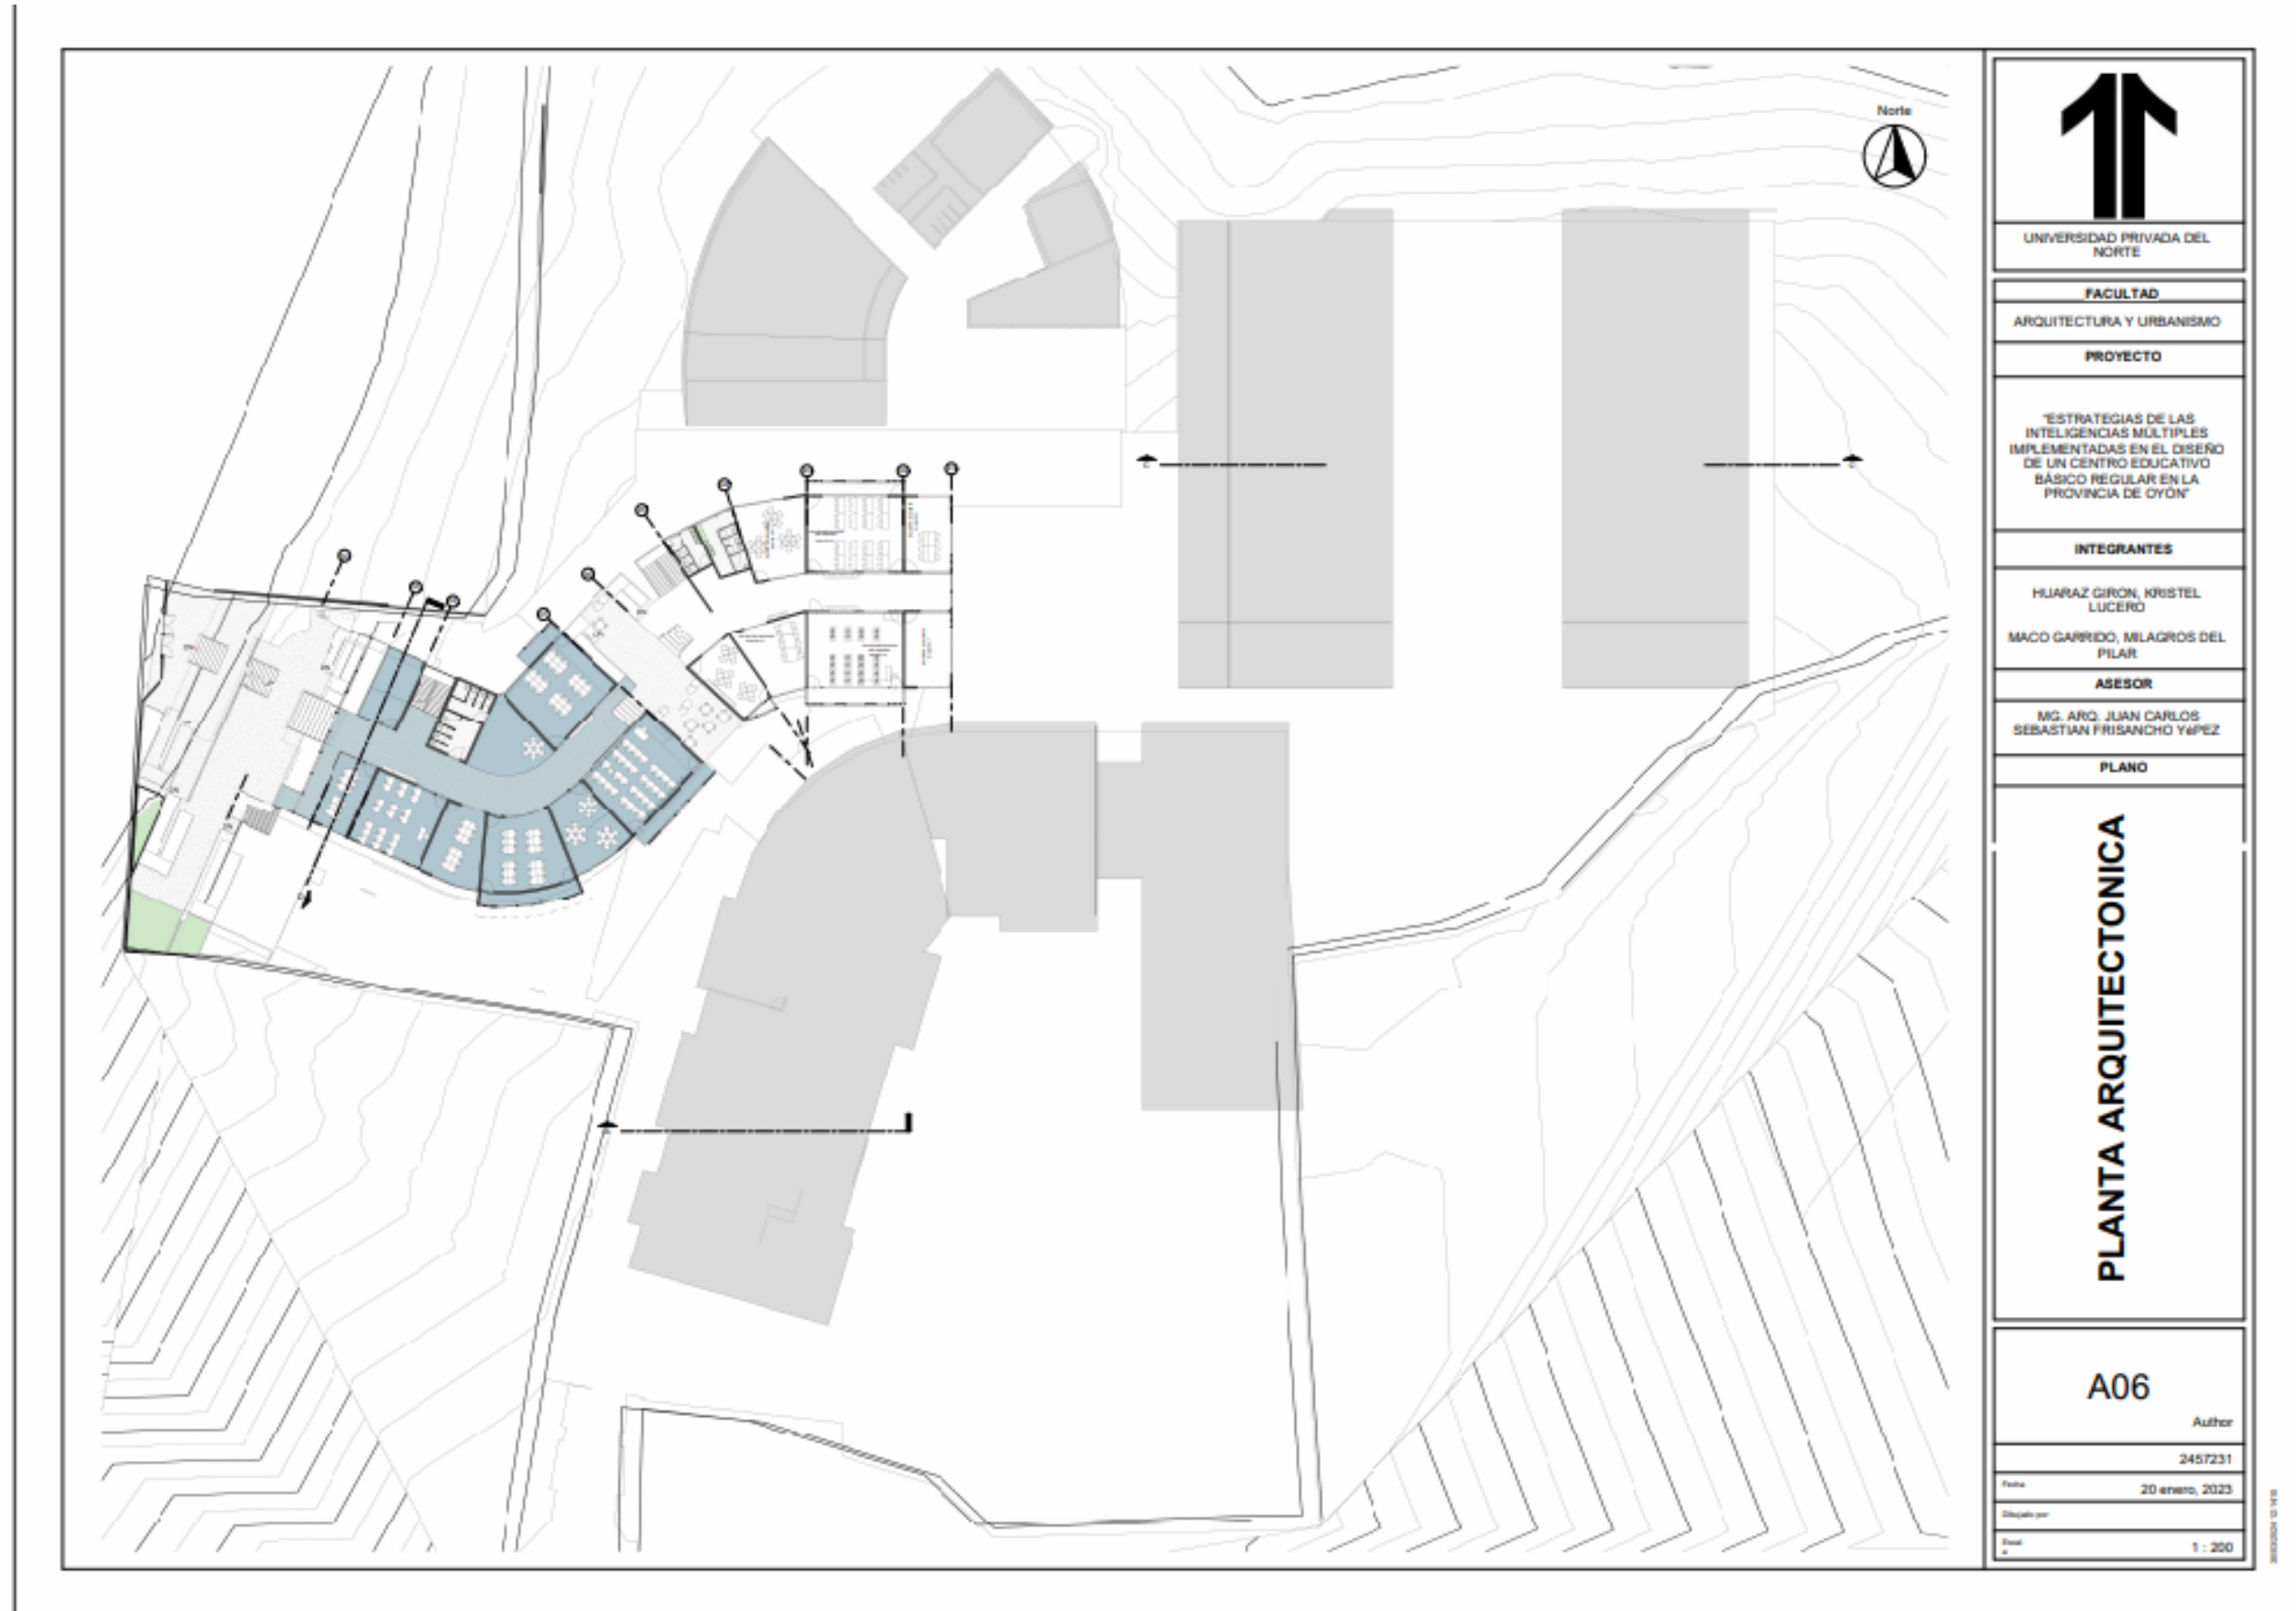 Norte
UNIVERSIDAD PRIVADA DEL
NORTE
FACULTAD
ARQUITECTURA Y URBANISMO
PROYECTO
"ESTRATEGIAS DE LAS
INTELIGENCIAS MÚLTIPLES
IMPLEMENTADAS EN EL DISEÑO
DE UN CENTRO EDUCATIVO
BÁSICO REGULAR EN LA
PROVINCIA DE OYÓN"
INTEGRANTES
HUARAZ GIRON, KRISTEL
LUCERO
MACO GARRIDO, MILAGROS DEL
PILAR
ASESOR
MG. ARQ. JUAN CARLOS
SEBASTIAN FRISANCHO YéPEZ
PLANO
PLANTA ARQUITECTONICA
A06
Author
2457231
Fecha
20 enero, 2023
Dibujado por
Escal
a
1 : 200